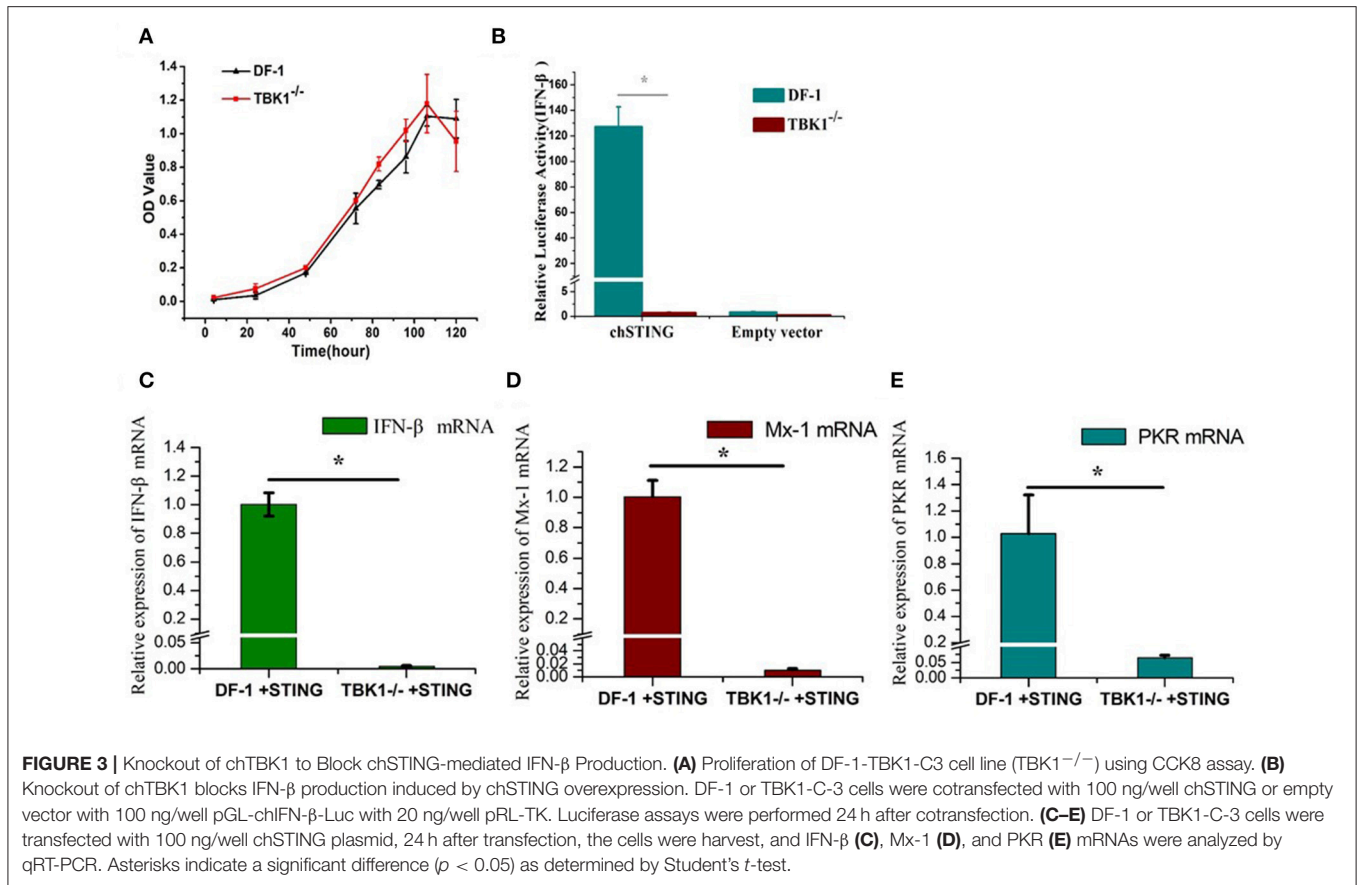 A
DF-1
TBK1-/-
OD Value
1.4
1.2
1.0
0.8
0.6
0.4
0.2
0.0
0 20 40 60 80 100 120
Time(hour)
B
*
DF-1
TBK1-/-
Relative Luciferase Activity(IFN-β)
160
140
120
100
80
60
40
20
5
0
chSTING Empty vector
C
IFN-β mRNA
*
Relative expression of IFN-β mRNA
1.4
1.2
1.0
0.8
0.6
0.4
0.2
0.05
0.00
DF-1 +STING TBK1-/- +STING
D
Mx-1 mRNA
*
Relative expression of Mx-1 mRNA
1.2
1.0
0.8
0.6
0.4
0.2
0.04
0.02
0.00
DF-1 +STING TBK1-/- +STING
E
PKR mRNA
*
Relative expression of PKR mRNA
1.6
1.4
1.2
1.0
0.8
0.6
0.4
0.2
0.05
0.00
DF-1 +STING TBK1-/- +STING
FIGURE 3 | Knockout of chTBK1 to Block chSTING-mediated IFN-β Production. (A) Proliferation of DF-1-TBK1-C3 cell line (TBK1−/−) using CCK8 assay. (B)
Knockout of chTBK1 blocks IFN-β production induced by chSTING overexpression. DF-1 or TBK1-C-3 cells were cotransfected with 100 ng/well chSTING or empty
vector with 100 ng/well pGL-chIFN-β-Luc with 20 ng/well pRL-TK. Luciferase assays were performed 24 h after cotransfection. (C–E) DF-1 or TBK1-C-3 cells were
transfected with 100 ng/well chSTING plasmid, 24 h after transfection, the cells were harvest, and IFN-β (C), Mx-1 (D), and PKR (E) mRNAs were analyzed by
qRT-PCR. Asterisks indicate a significant difference (p < 0.05) as determined by Student's t-test.